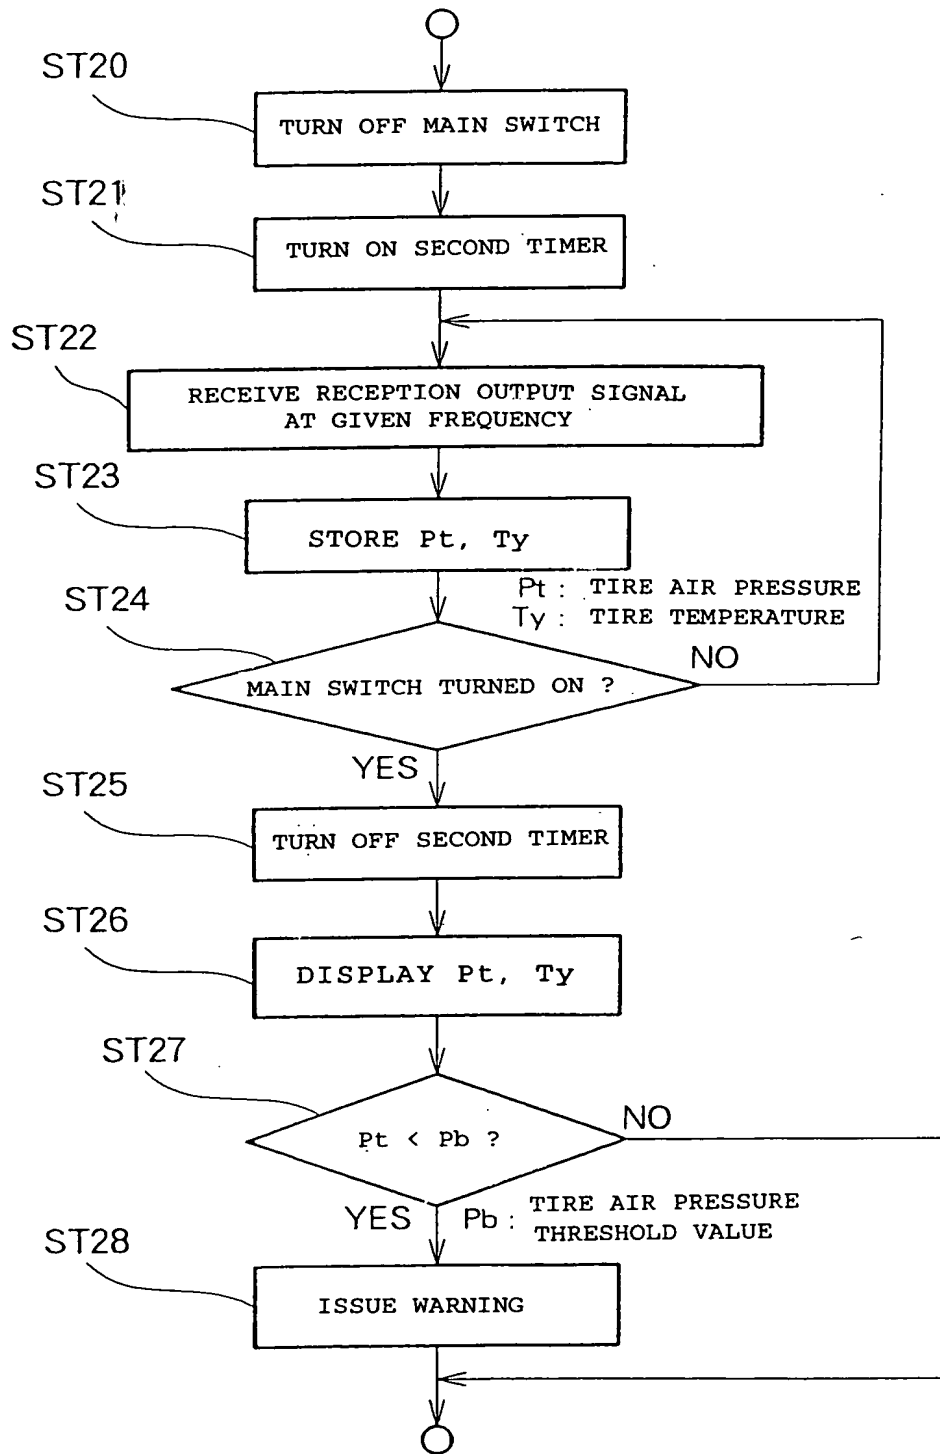 ST20
TURN OFF MAIN SWITCH
ST21
TURN ON SECOND TIMER
ST22
RECEIVE RECEPTION OUTPUT SIGNAL
AT GIVEN FREQUENCY
ST23
STORE Pt, Ty
Pt : TIRE AIR PRESSURE
Ty : TIRE TEMPERATURE
ST24
NO
MAIN SWITCH TURNED ON ?
YES
ST25
TURN OFF SECOND TIMER
ST26
DISPLAY Pt, Ty
ST27
NO
Pt < Pb ?
YES
Pb : TIRE AIR PRESSURE
THRESHOLD VALUE
ST28
ISSUE WARNING